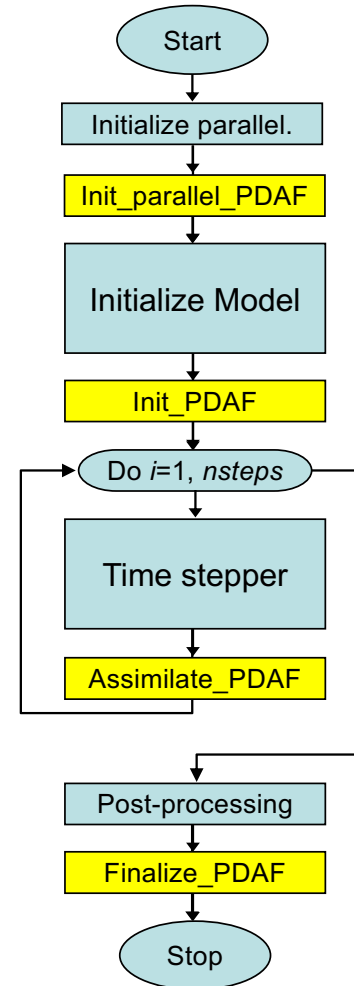 Start
Initialize parallel.
Init_parallel_PDAF
Initialize Model
Init_PDAF
Do i=1, nsteps
Time stepper
Assimilate_PDAF
Post-processing
Finalize_PDAF
Stop